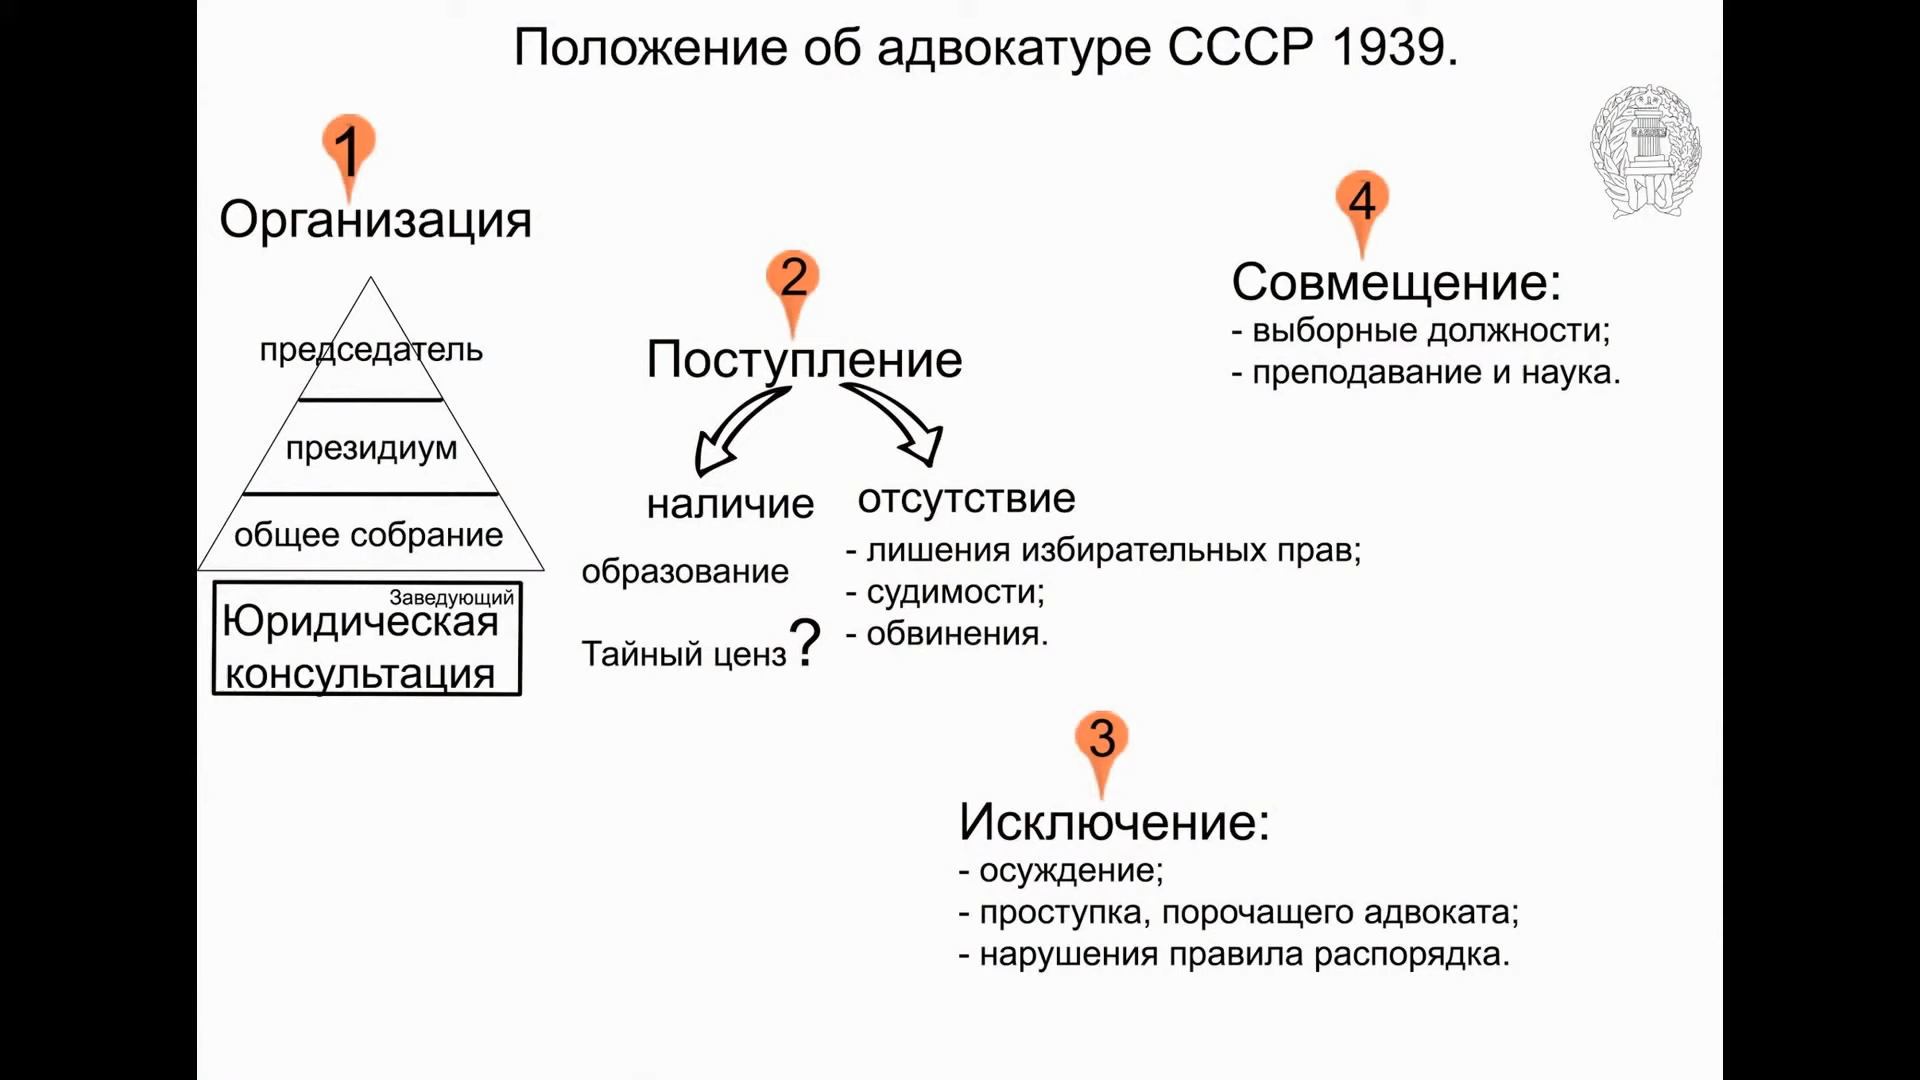 Положение об адвокатуре СССР 1939.
1
Организация
председатель
президиум
общее собрание
Заведующий
Юридическая
консультация
2
Поступление
наличие
образование
Тайный ценз?
отсутствие
- лишения избирательных прав;
- судимости;
- обвинения.
3
Исключение:
- осуждение;
- проступка, порочащего адвоката;
- нарушения правила распорядка.
4
Совмещение:
- выборные должности;
- преподавание и наука.